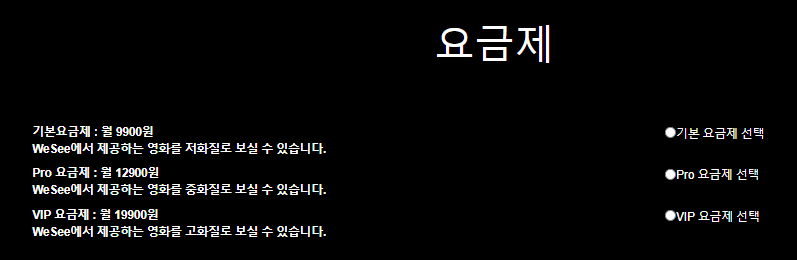 요금제
기본요금제 : 월 9900원
WeSee에서 제공하는 영화를 저화질로 보실 수 있습니다.
기본 요금제 선택
Pro 요금제 : 월 12900원
WeSee에서 제공하는 영화를 중화질로 보실 수 있습니다.
Pro 요금제 선택
VIP 요금제 : 월 19900원
WeSee에서 제공하는 영화를 고화질로 보실 수 있습니다.
VIP 요금제 선택